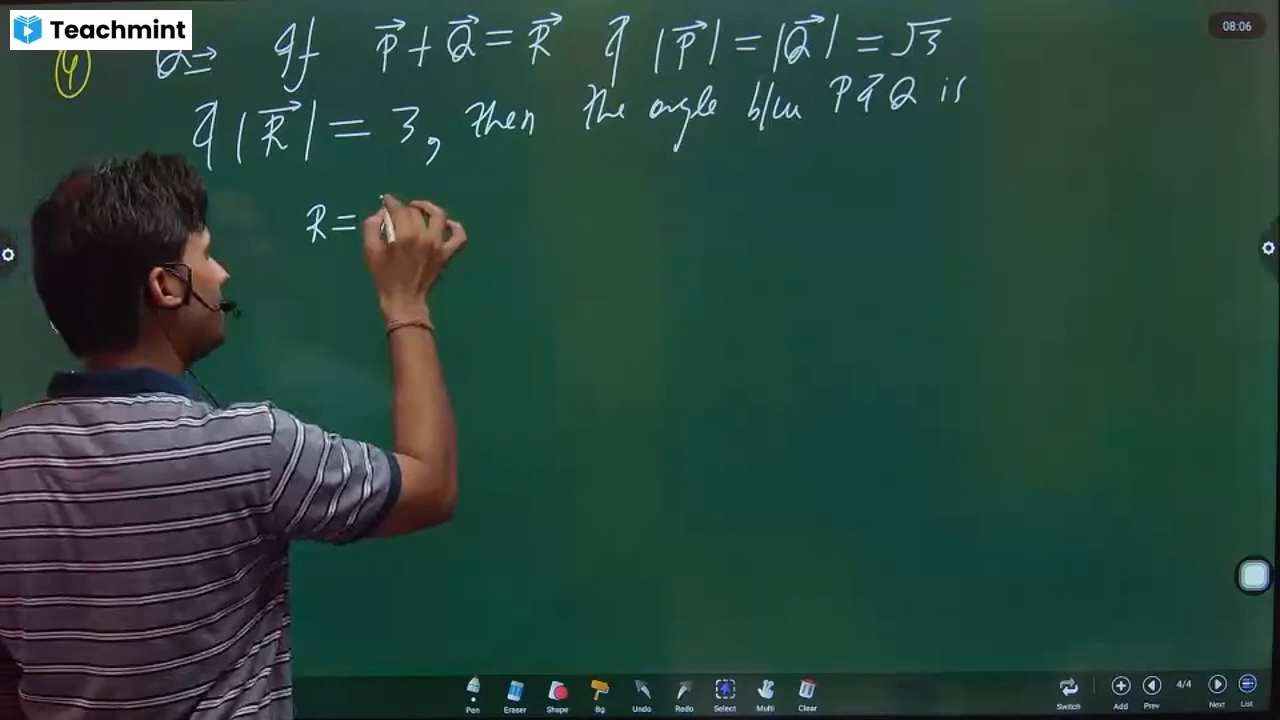 Teachmint
08:06
(4) Q⇒ If P⃗ + Q⃗ = R⃗ & |P⃗| = |Q⃗| = √3
& |R⃗| = 3, then the angle b/w P & Q is
R =
Pen Eraser Shape Bg Undo Redo Select Multi Clear Switch Add Prev 4/4 Next List